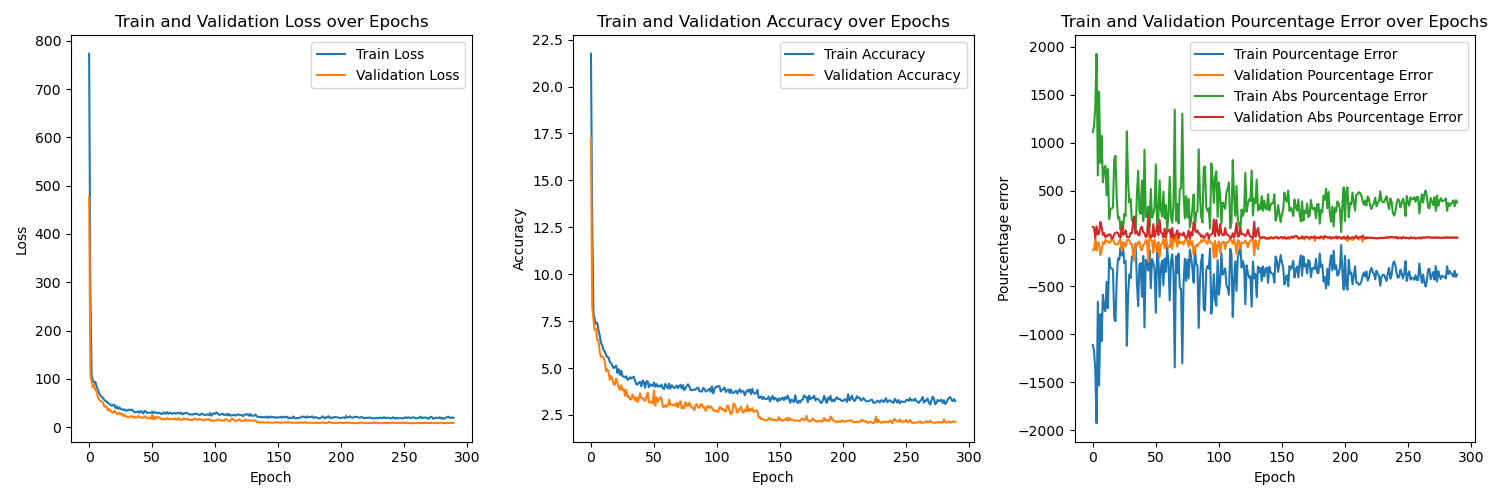 Train and Validation Loss over Epochs
800
700
600
500
400
300
200
100
0
Loss
0 50 100 150 200 250 300
Epoch
Train Loss
Validation Loss
Train and Validation Accuracy over Epochs
22.5
20.0
17.5
15.0
12.5
10.0
7.5
5.0
2.5
Accuracy
0 50 100 150 200 250 300
Epoch
Train Accuracy
Validation Accuracy
Train and Validation Pourcentage Error over Epochs
2000
1500
1000
500
0
−500
−1000
−1500
−2000
Pourcentage error
0 50 100 150 200 250 300
Epoch
Train Pourcentage Error
Validation Pourcentage Error
Train Abs Pourcentage Error
Validation Abs Pourcentage Error